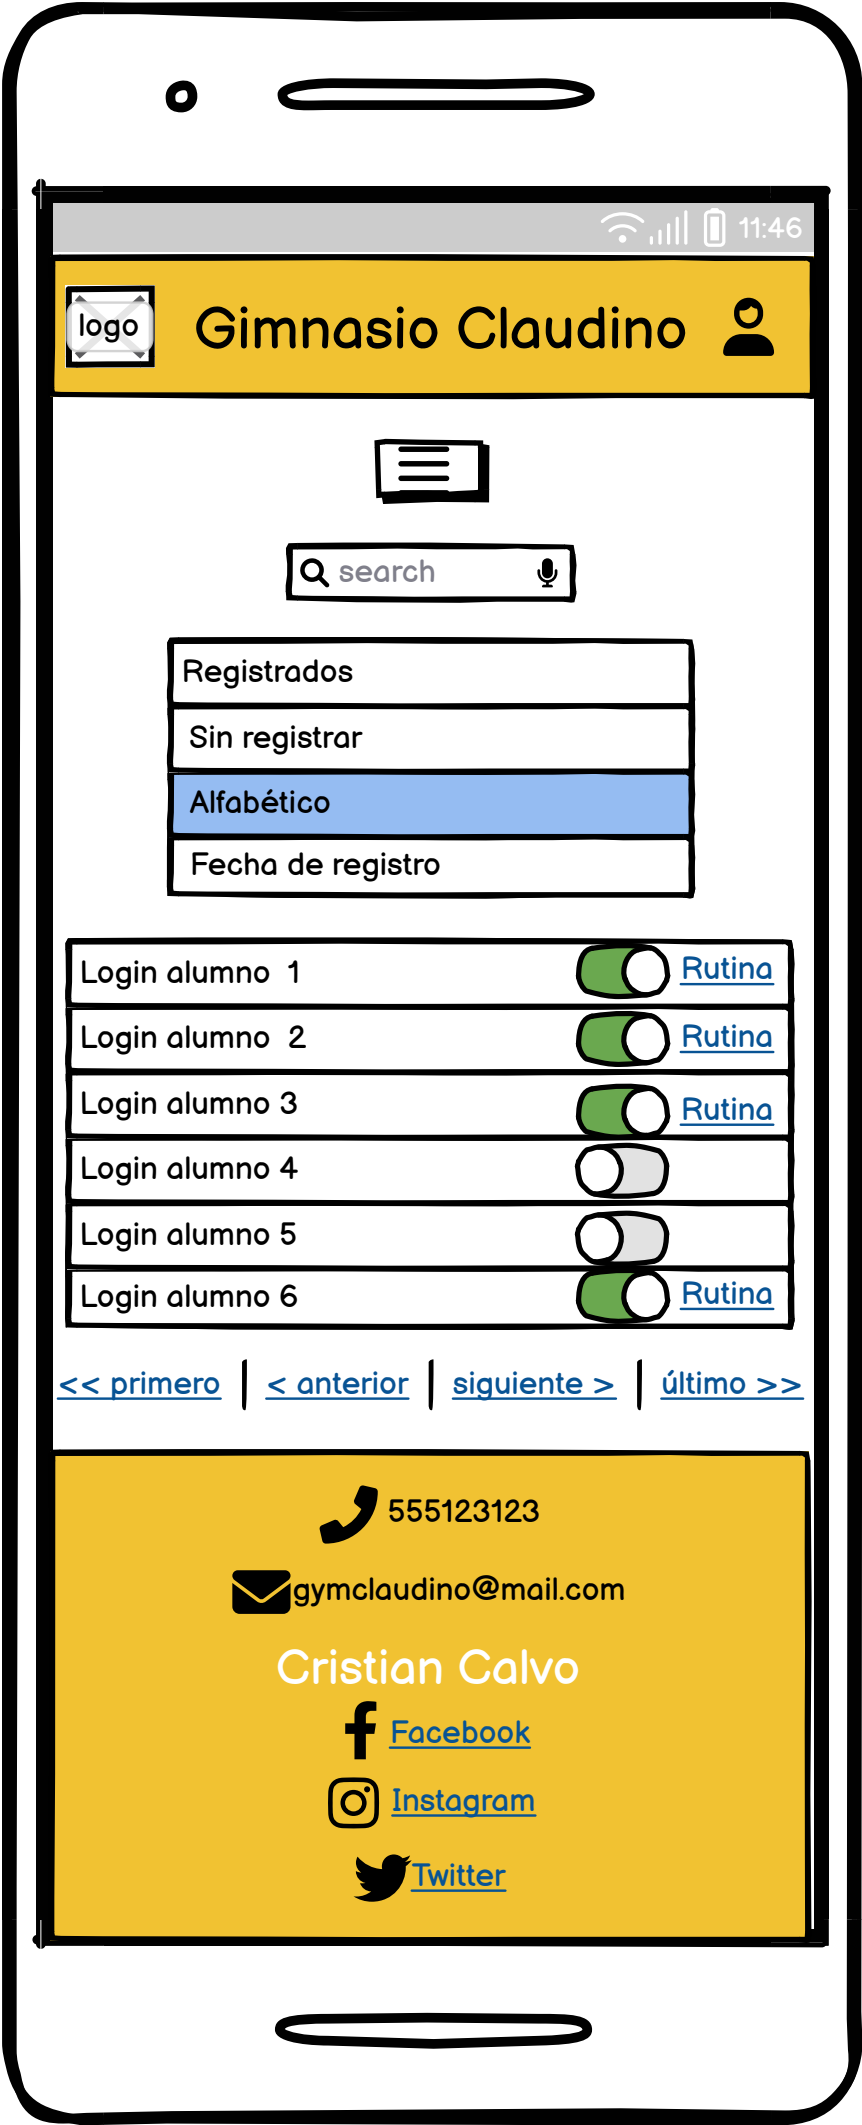 11:46
logo
Gimnasio Claudino
search
Registrados
Sin registrar
Alfabético
Fecha de registro
Login alumno 1 Rutina
Login alumno 2 Rutina
Login alumno 3 Rutina
Login alumno 4
Login alumno 5
Login alumno 6 Rutina
<< primero | < anterior | siguiente > | último >>
555123123
gymclaudino@mail.com
Cristian Calvo
Facebook
Instagram
Twitter